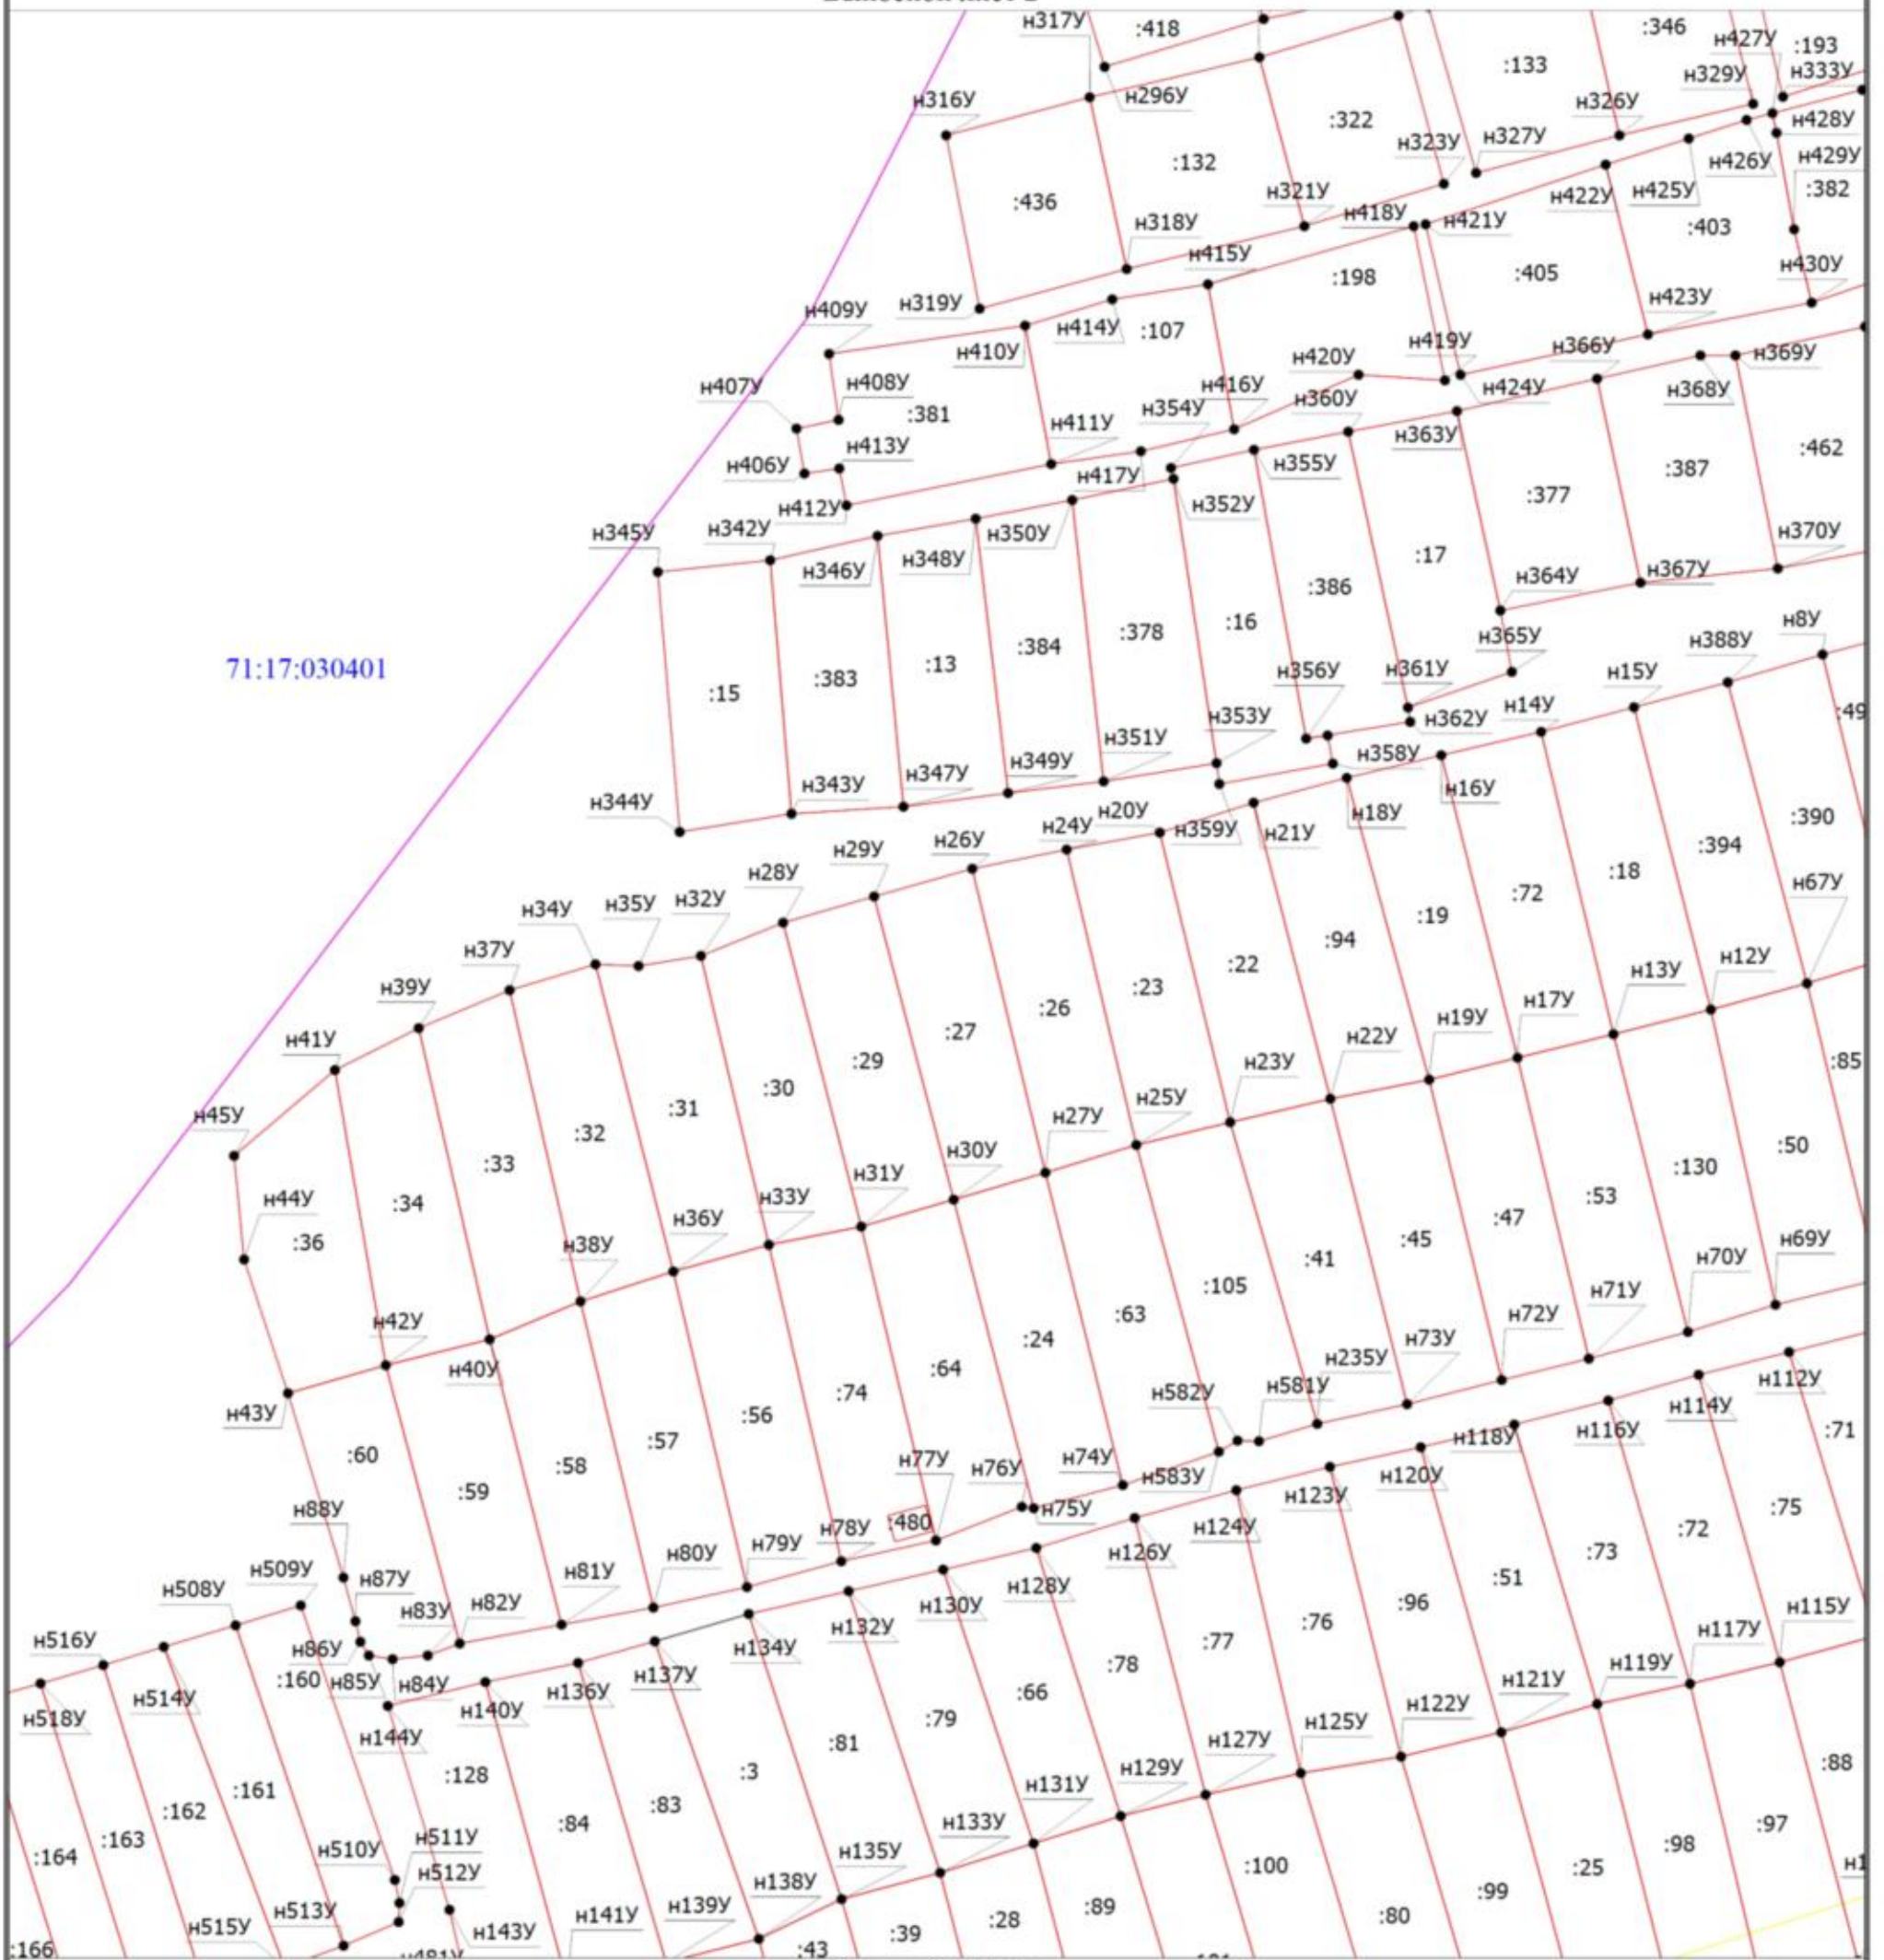 н317У
:418
:346
н427У
:193
:133
н329У
н333У
н316У
н296У
н326У
:322
н428У
н323У
н327У
:132
н426У
н429У
:436
н321У
н422У
н425У
:382
н318У
н418У
н421У
:403
н415У
:198
:405
н430У
н409У
н319У
н414У
:107
н423У
н410У
н420У
н419У
н366У
н369У
н407У
н408У
:381
н416У
н360У
н424У
н368У
н354У
н411У
н363У
:462
н406У
н413У
н417У
н355У
:387
н412У
н352У
:377
н345У
н342У
н350У
н370У
н346У
н348У
:17
н364У
н367У
71:17:030401
:15
:383
:13
:384
:378
:16
:386
н365У
н8У
н388У
н356У
н361У
н15У
н353У
н362У
н14У
:49
н351У
н358У
н344У
н343У
н347У
н349У
н16У
н20У
н18У
н24У
н359У
н21У
:390
н29У
н26У
:394
н28У
:18
н67У
н34У
н35У
н32У
:72
:19
н37У
:94
н12У
н39У
:22
н13У
:23
н17У
н41У
:26
н19У
:27
н22У
:29
н23У
:85
н45У
:30
н25У
:31
н27У
:32
:50
:33
н30У
:130
н44У
:34
н31У
:53
:36
н33У
:47
н36У
:45
н69У
н38У
:41
н70У
:105
н71У
н42У
:63
н72У
н40У
:24
н73У
н43У
:64
н235У
н112У
:74
н582У
н581У
н114У
:60
:56
н116У
:71
:57
н118У
:58
н77У
н76У
н74У
н583У
н120У
:59
н123У
н88У
:480
н75У
:75
н78У
н124У
:72
н79У
н126У
:73
н509У
н80У
:51
н508У
н87У
н81У
н128У
:96
н83У
н82У
н130У
:76
н115У
н516У
н86У
н132У
:77
н117У
:160
н85У
н84У
н134У
:78
н119У
н514У
н137У
н121У
н518У
н136У
:66
н122У
н144У
н140У
:79
н125У
:81
н127У
:128
:3
н129У
:88
:161
н131У
:162
:83
н133У
:97
:163
:84
:98
:164
н510У
н511У
н135У
:100
н1
н512У
н138У
:25
н513У
н139У
:99
н515У
н143У
н141У
:39
:28
:89
:80
:166
н481У
:43